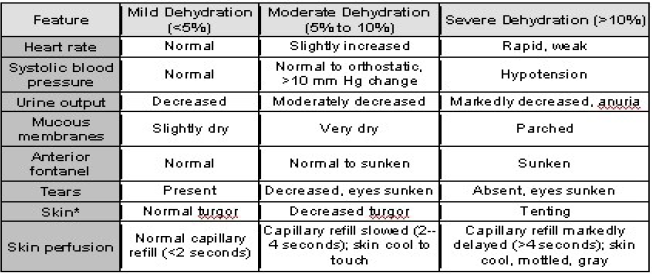 Feature Mild Dehydration (<5%) Moderate Dehydration (5% to 10%) Severe Dehydration (>10%)
Heart rate Normal Slightly increased Rapid, weak
Systolic blood pressure Normal Normal to orthostatic, >10 mm Hg change Hypotension
Urine output Decreased Moderately decreased Markedly decreased, anuria
Mucous membranes Slightly dry Very dry Parched
Anterior fontanel Normal Normal to sunken Sunken
Tears Present Decreased, eyes sunken Absent, eyes sunken
Skin* Normal turgor Decreased turgor Tenting
Skin perfusion Normal capillary refill (<2 seconds) Capillary refill slowed (2--4 seconds); skin cool to touch Capillary refill markedly delayed (>4 seconds); skin cool, mottled, gray